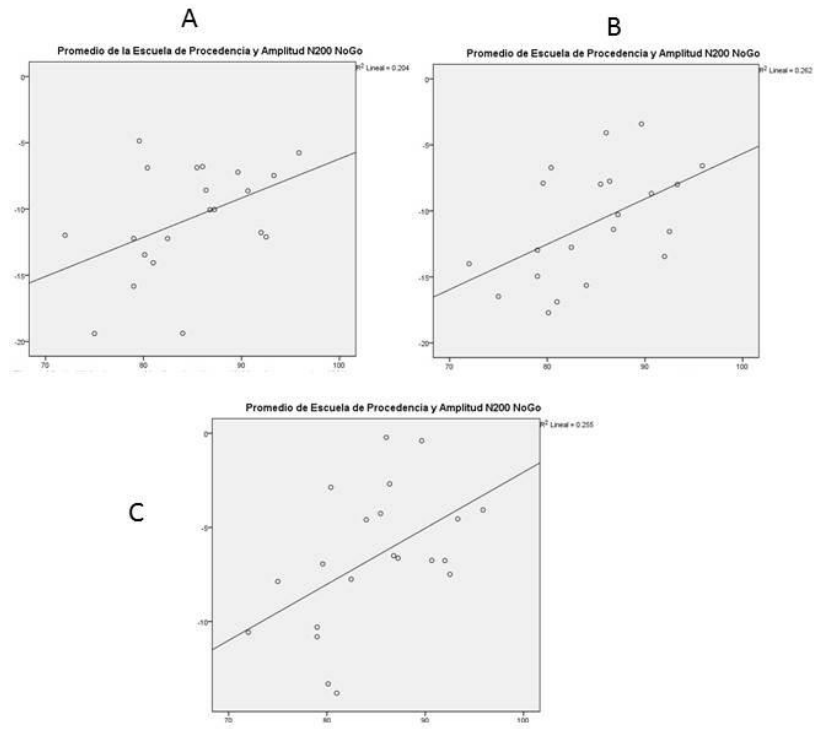 A
Promedio de la Escuela de Procedencia y Amplitud N200 NoGo
R² Lineal = 0.204
0
-5
-10
-15
-20
70 80 90 100
B
Promedio de Escuela de Procedencia y Amplitud N200 NoGo
R² Lineal = 0.262
0
-5
-10
-15
-20
70 80 90 100
C
Promedio de Escuela de Procedencia y Amplitud N200 NoGo
R² Lineal = 0.255
0
-5
-10
70 80 90 100